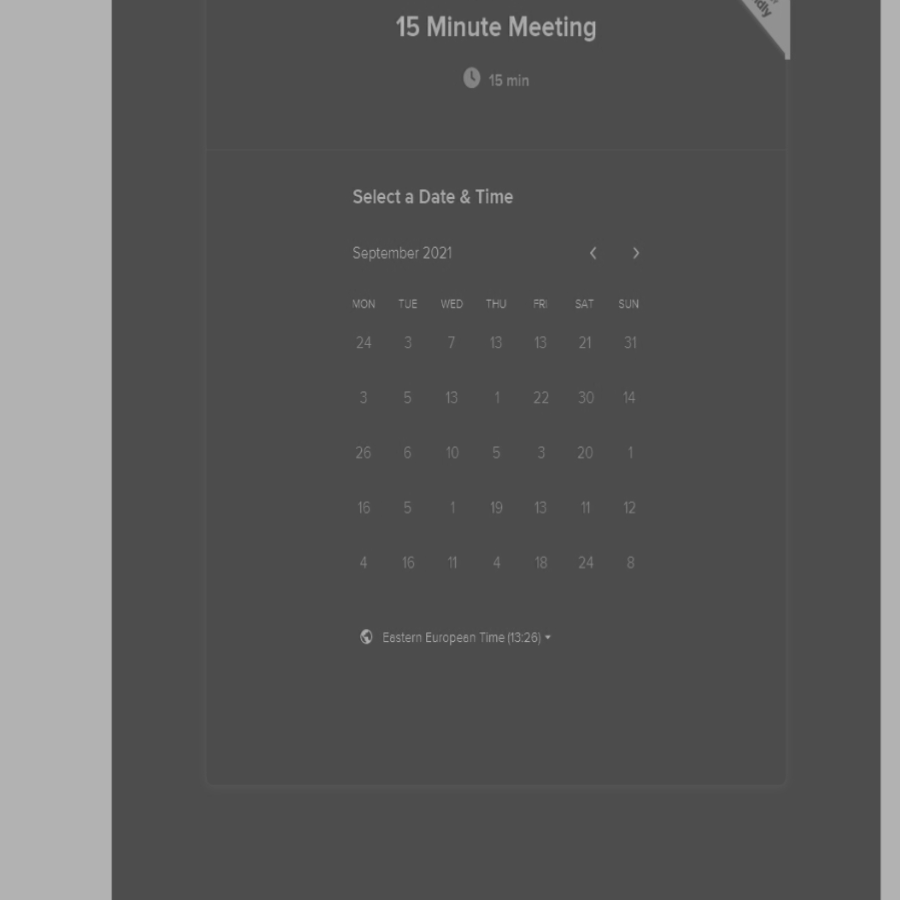 15 Minute Meeting
15 min
Select a Date & Time
September 2021
MON TUE WED THU FRI SAT SUN
24 3 7 13 13 21 31
3 5 13 1 22 30 14
26 6 10 5 3 20 1
16 5 1 19 13 11 12
4 16 11 4 18 24 8
Eastern European Time (13:26)